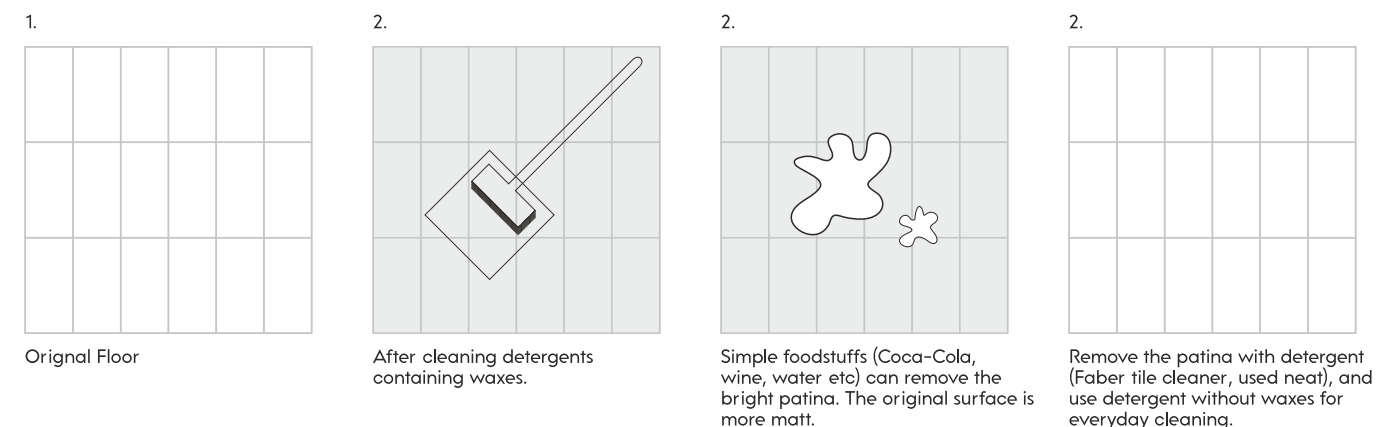 1.
Orignal Floor
2.
After cleaning detergents
containing waxes.
2.
Simple foodstuffs (Coca-Cola,
wine, water etc) can remove the
bright patina. The original surface is
more matt.
2.
Remove the patina with detergent
(Faber tile cleaner, used neat), and
use detergent without waxes for
everyday cleaning.